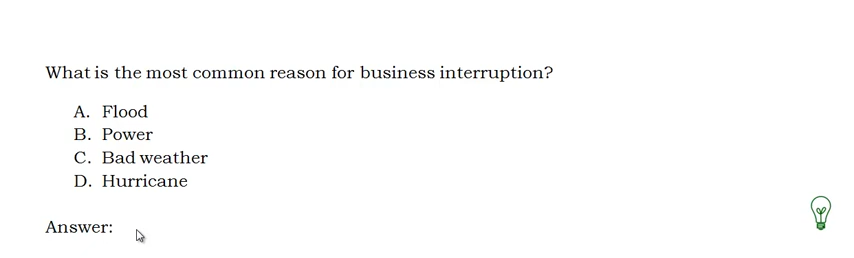 What is the most common reason for business interruption?
A. Flood
B. Power
C. Bad weather
D. Hurricane
Answer: